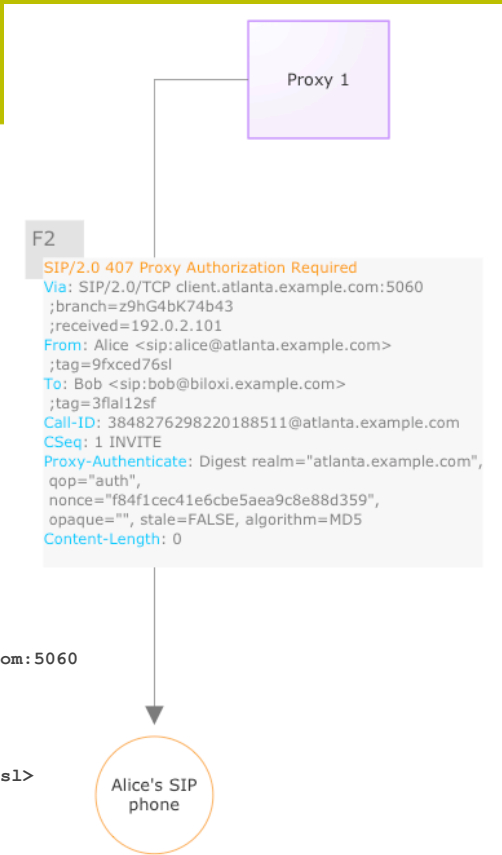 Proxy 1
F2
SIP/2.0 407 Proxy Authorization Required
Via: SIP/2.0/TCP client.atlanta.example.com:5060
;branch=z9hG4bK74b43
;received=192.0.2.101
From: Alice <sip:alice@atlanta.example.com>
;tag=9fxced76sl
To: Bob <sip:bob@biloxi.example.com>
;tag=3flal12sf
Call-ID: 3848276298220188511@atlanta.example.com
CSeq: 1 INVITE
Proxy-Authenticate: Digest realm="atlanta.example.com",
qop="auth",
nonce="f84f1cec41e6cbe5aea9c8e88d359",
opaque="", stale=FALSE, algorithm=MD5
Content-Length: 0
om:5060
sl>
Alice's SIP
phone